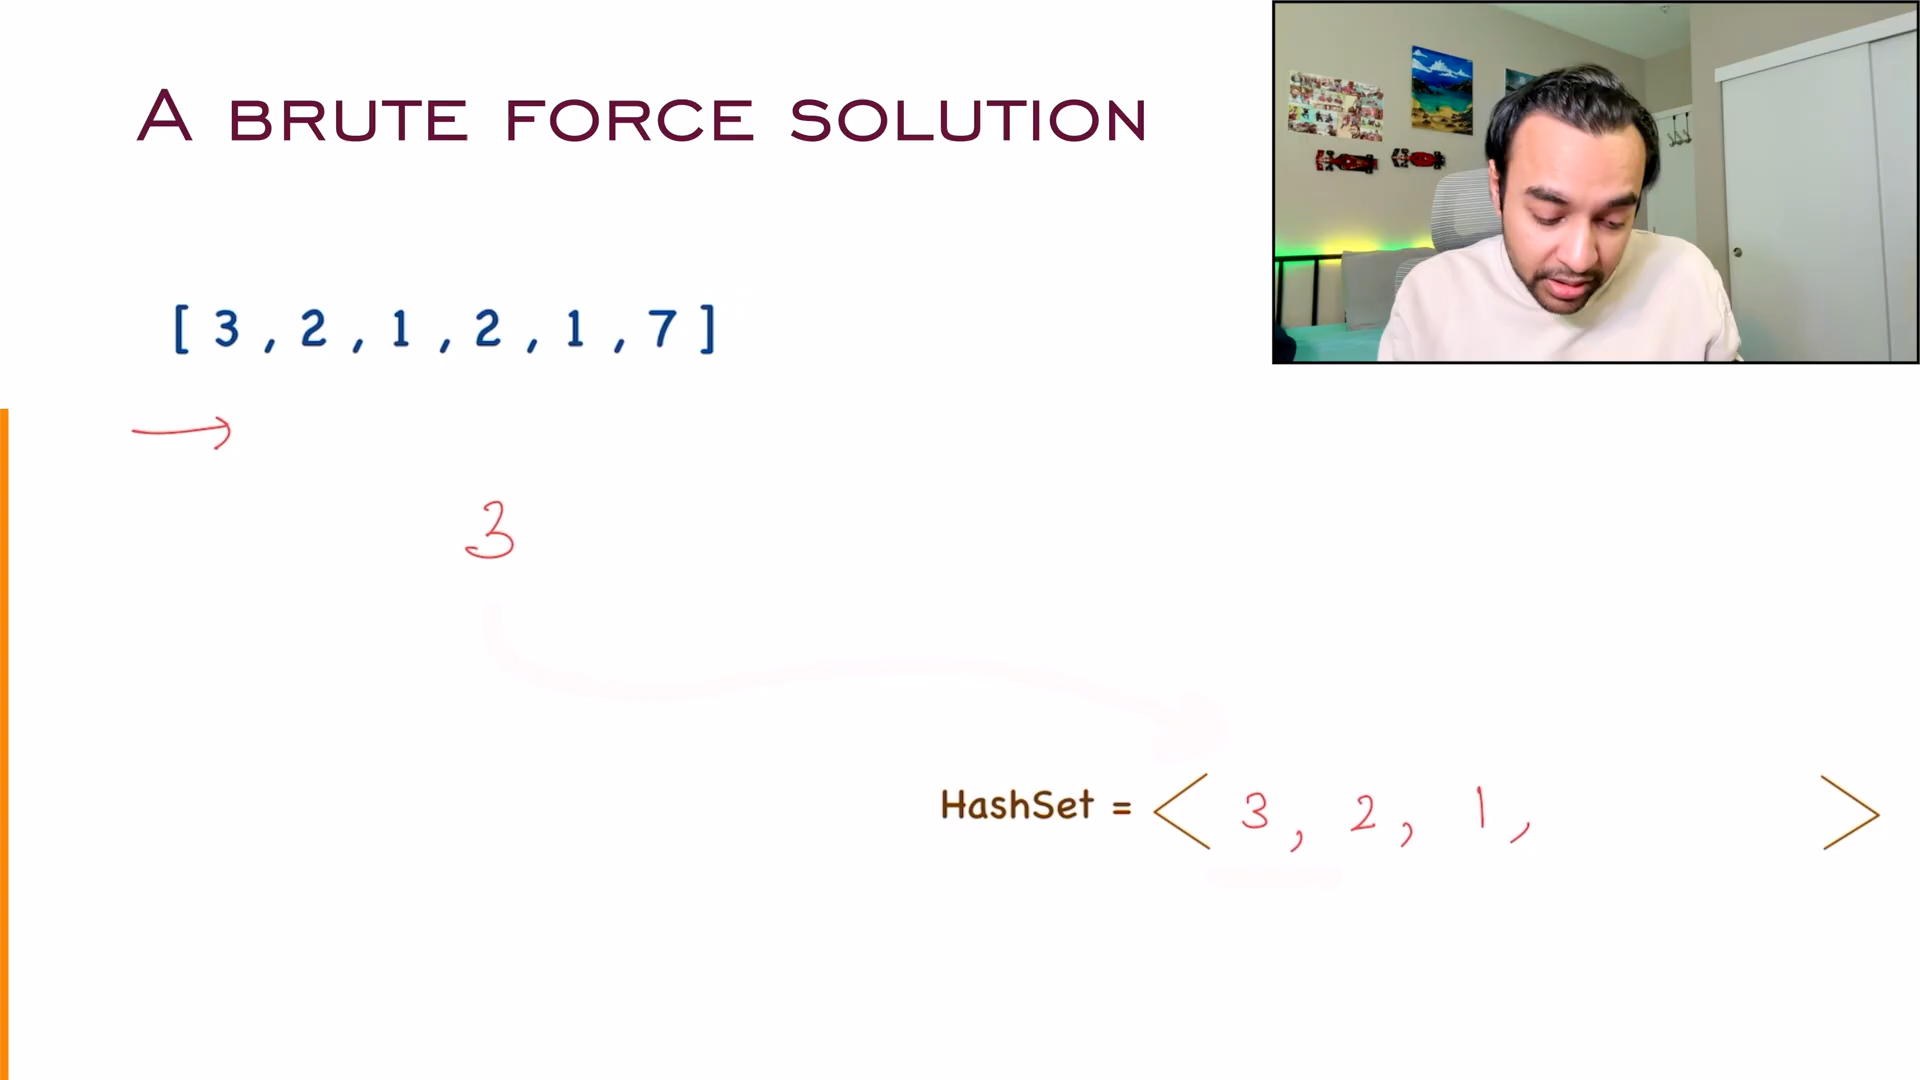 A BRUTE FORCE SOLUTION
[ 3 , 2 , 1 , 2 , 1 , 7 ]
3
HashSet = < 3 , 2 , 1 , >